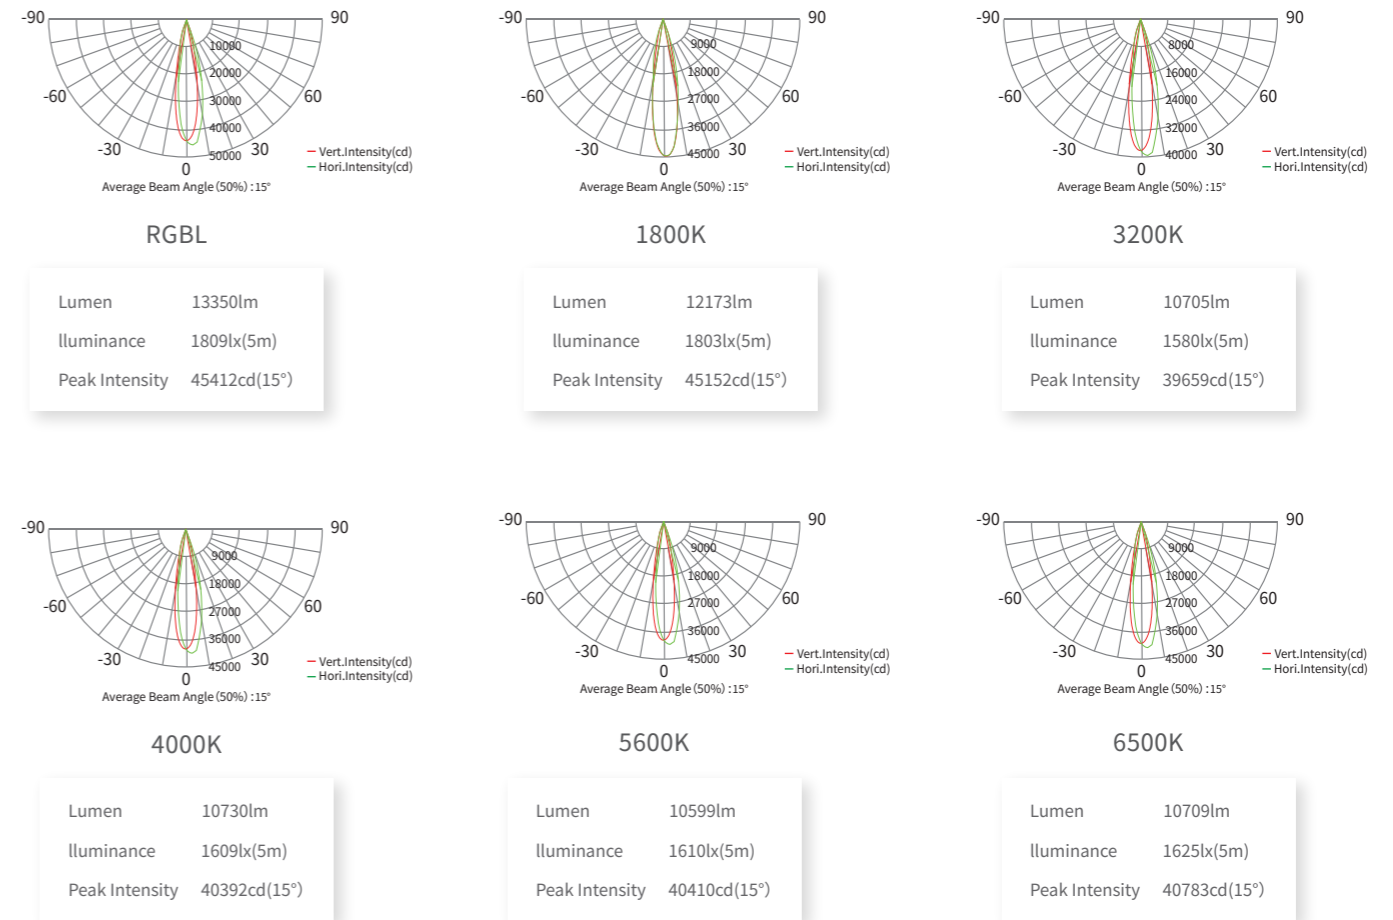 -90 90
10000
20000
30000
40000
50000
-60 60
-30 30
0
Vert.Intensity(cd)
Hori.Intensity(cd)
Average Beam Angle (50%) :15°
RGBL
Lumen 13350lm
lluminance 1809lx(5m)
Peak Intensity 45412cd(15°)
-90 90
9000
18000
27000
36000
45000
-60 60
-30 30
0
Vert.Intensity(cd)
Hori.Intensity(cd)
Average Beam Angle (50%) :15°
1800K
Lumen 12173lm
lluminance 1803lx(5m)
Peak Intensity 45152cd(15°)
-90 90
8000
16000
24000
32000
40000
-60 60
-30 30
0
Vert.Intensity(cd)
Hori.Intensity(cd)
Average Beam Angle (50%) :15°
3200K
Lumen 10705lm
lluminance 1580lx(5m)
Peak Intensity 39659cd(15°)
-90 90
9000
18000
27000
36000
45000
-60 60
-30 30
0
Vert.Intensity(cd)
Hori.Intensity(cd)
Average Beam Angle (50%) :15°
4000K
Lumen 10730lm
lluminance 1609lx(5m)
Peak Intensity 40392cd(15°)
-90 90
9000
18000
27000
36000
45000
-60 60
-30 30
0
Vert.Intensity(cd)
Hori.Intensity(cd)
Average Beam Angle (50%) :15°
5600K
Lumen 10599lm
lluminance 1610lx(5m)
Peak Intensity 40410cd(15°)
-90 90
9000
18000
27000
36000
45000
-60 60
-30 30
0
Vert.Intensity(cd)
Hori.Intensity(cd)
Average Beam Angle (50%) :15°
6500K
Lumen 10709lm
lluminance 1625lx(5m)
Peak Intensity 40783cd(15°)